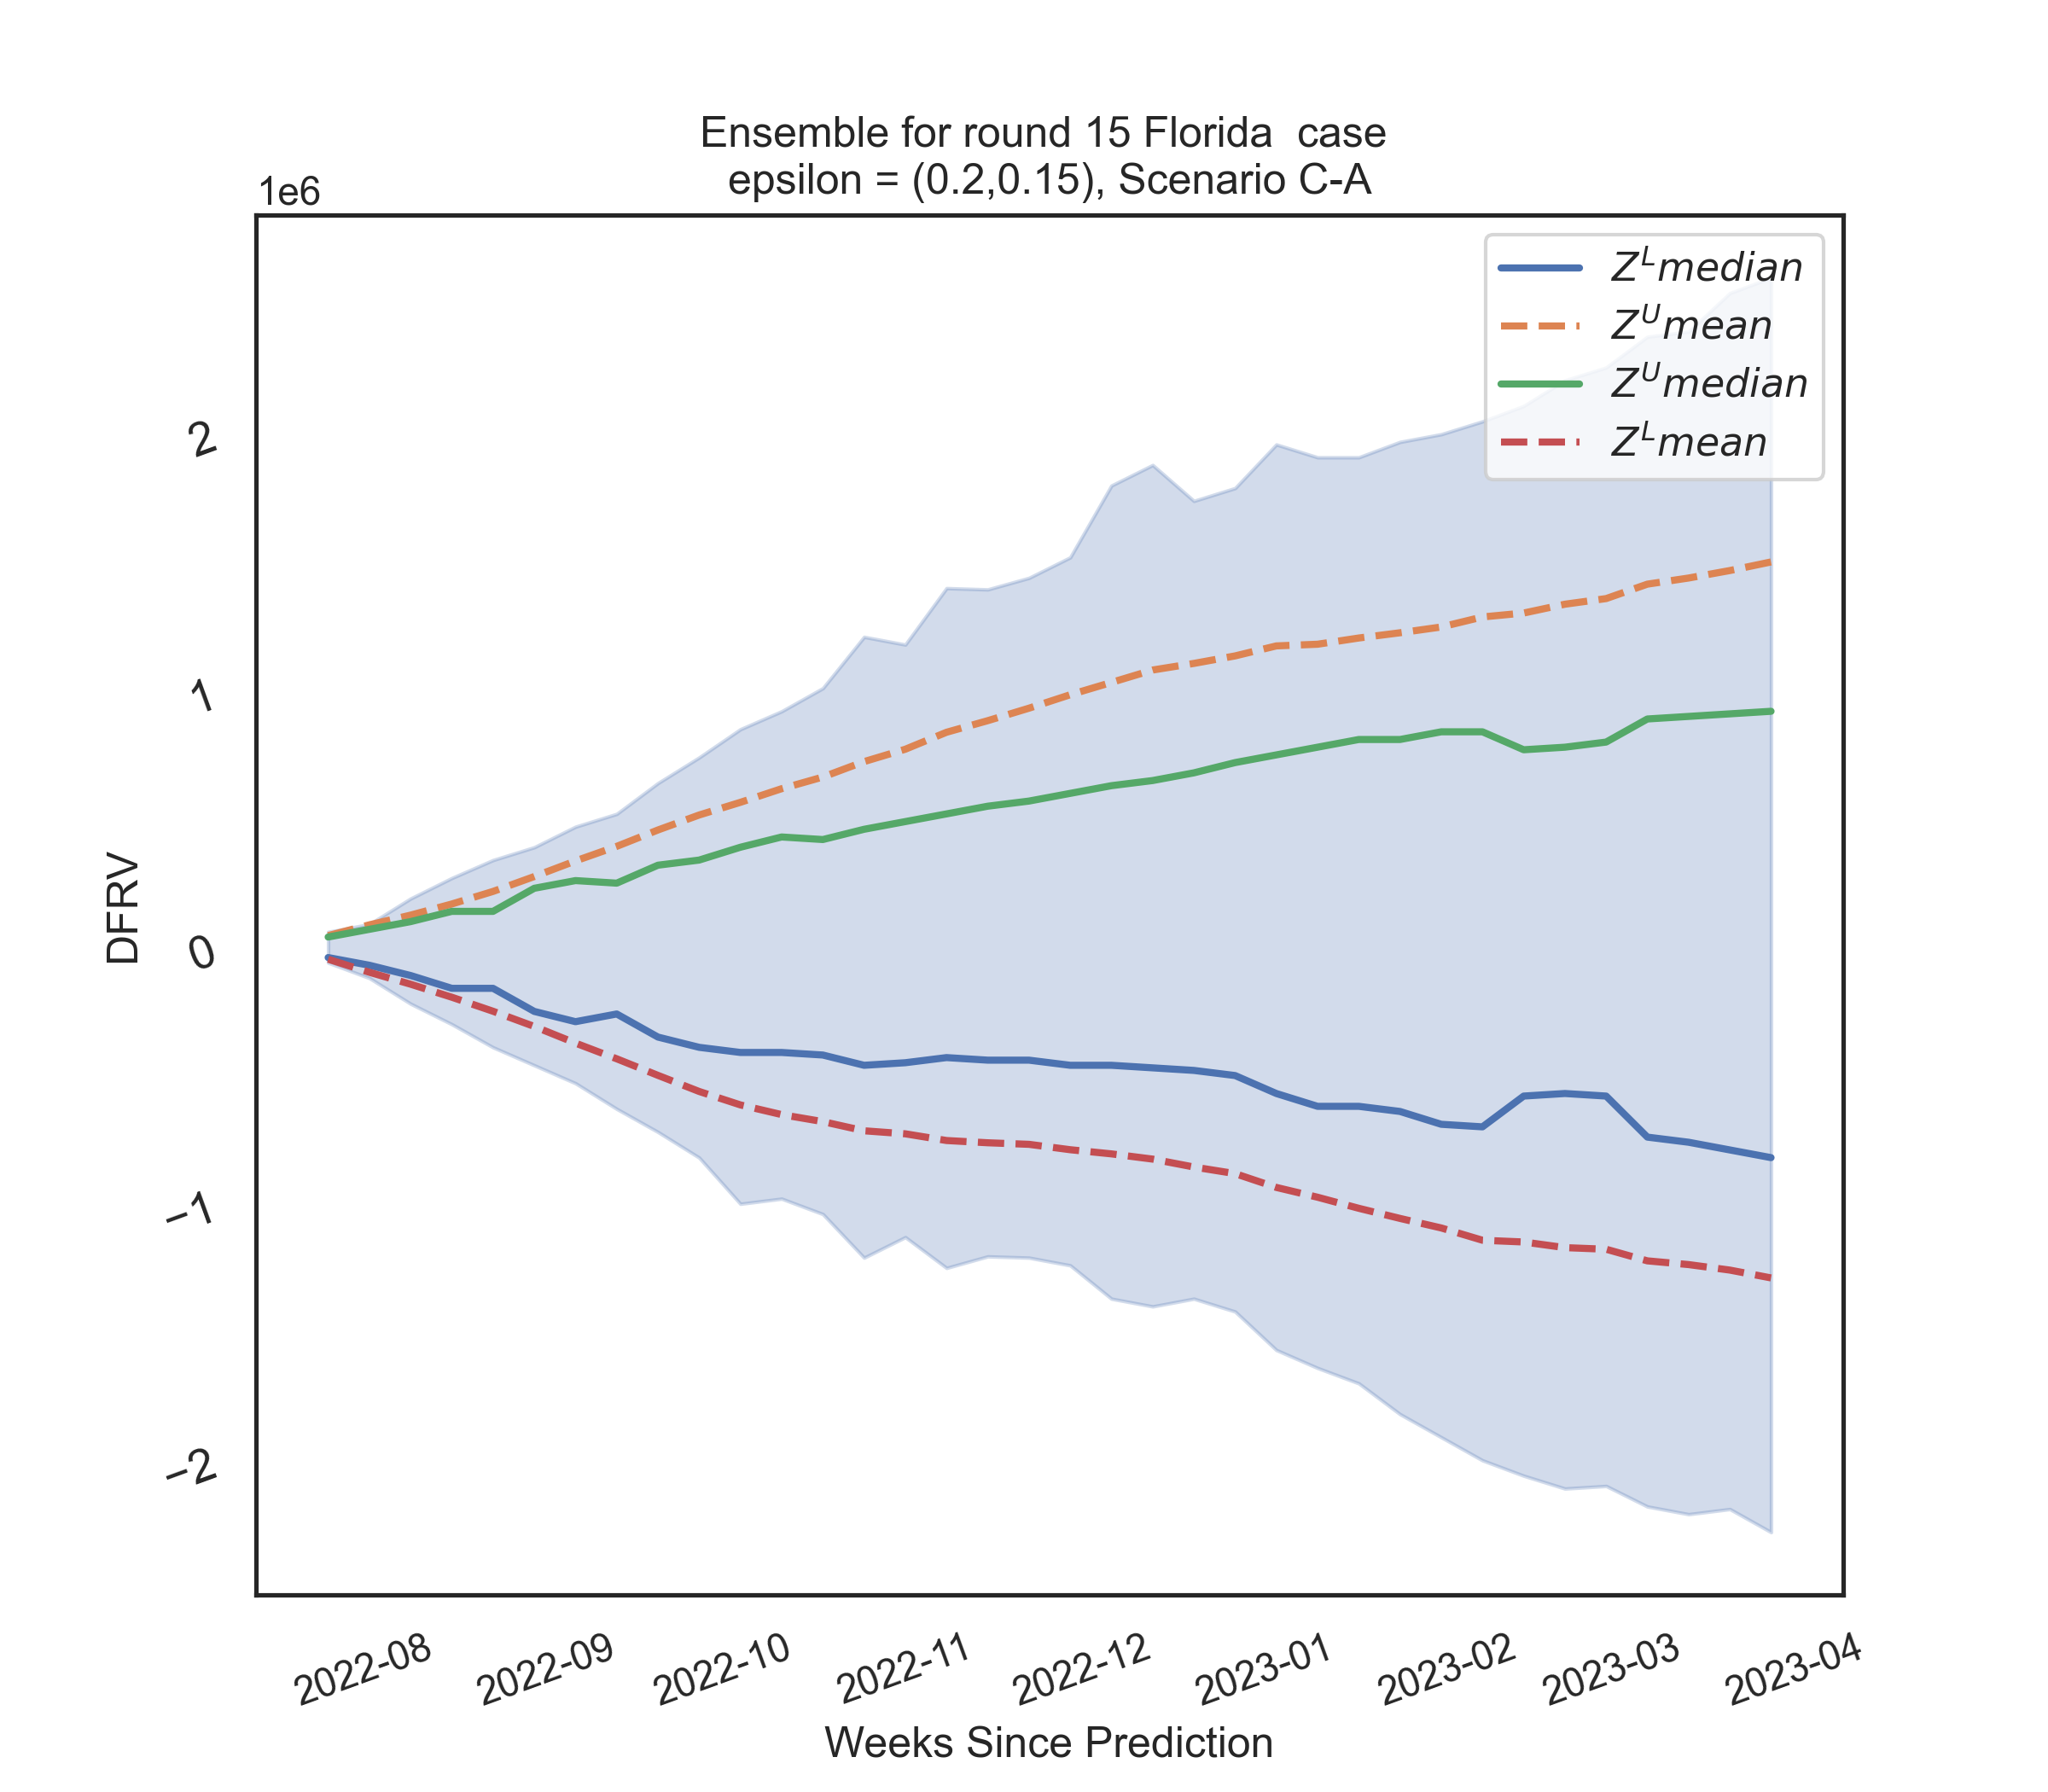 Ensemble for round 15 Florida  case
epsilon = (0.2,0.15), Scenario C-A
1e6
Z^L median
Z^U mean
Z^U median
Z^L mean
2
1
0
−1
−2
DFRV
2022-08
2022-09
2022-10
2022-11
2022-12
2023-01
2023-02
2023-03
2023-04
Weeks Since Prediction